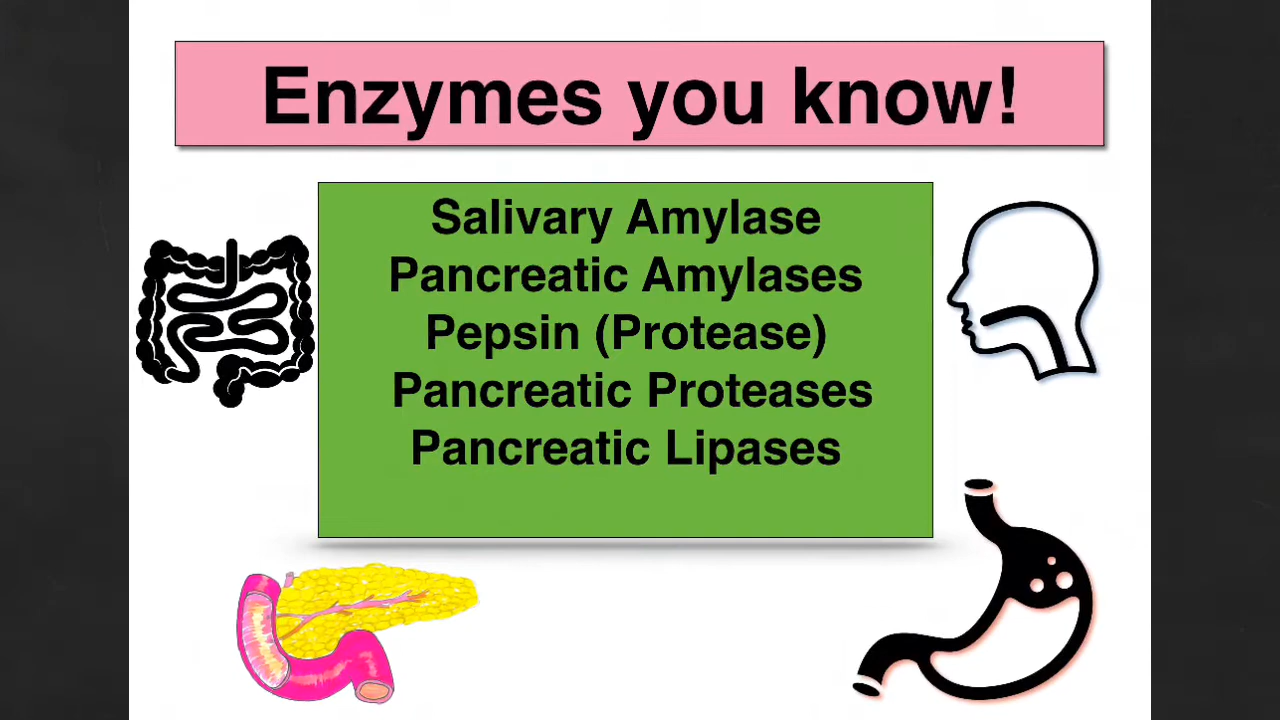 Enzymes you know!
Salivary Amylase
Pancreatic Amylases
Pepsin (Protease)
Pancreatic Proteases
Pancreatic Lipases